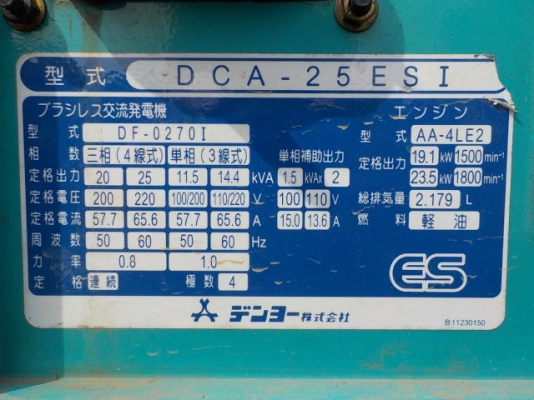 型式 DCA-25ESI
ブラシレス交流発電機 エンジン
型式 DF-0270I 型式 AA-4LE2
相数 三相(4線式) 単相(3線式) 単相補助出力 定格出力 19.1 kW 1500 min⁻¹
定格出力 20 25 11.5 14.4 kVA 1.5 kVA× 2 23.5 kW 1800 min⁻¹
定格電圧 200 220 100/200 110/220 V 100 110 V 総排気量 2.179 L
定格電流 57.7 65.6 57.7 65.6 A 15.0 13.6 A 燃料 軽油
周波数 50 60 50 60 Hz
力率 0.8 1.0
定格 連続 極数 4
ES
デンヨー株式会社
B11230150